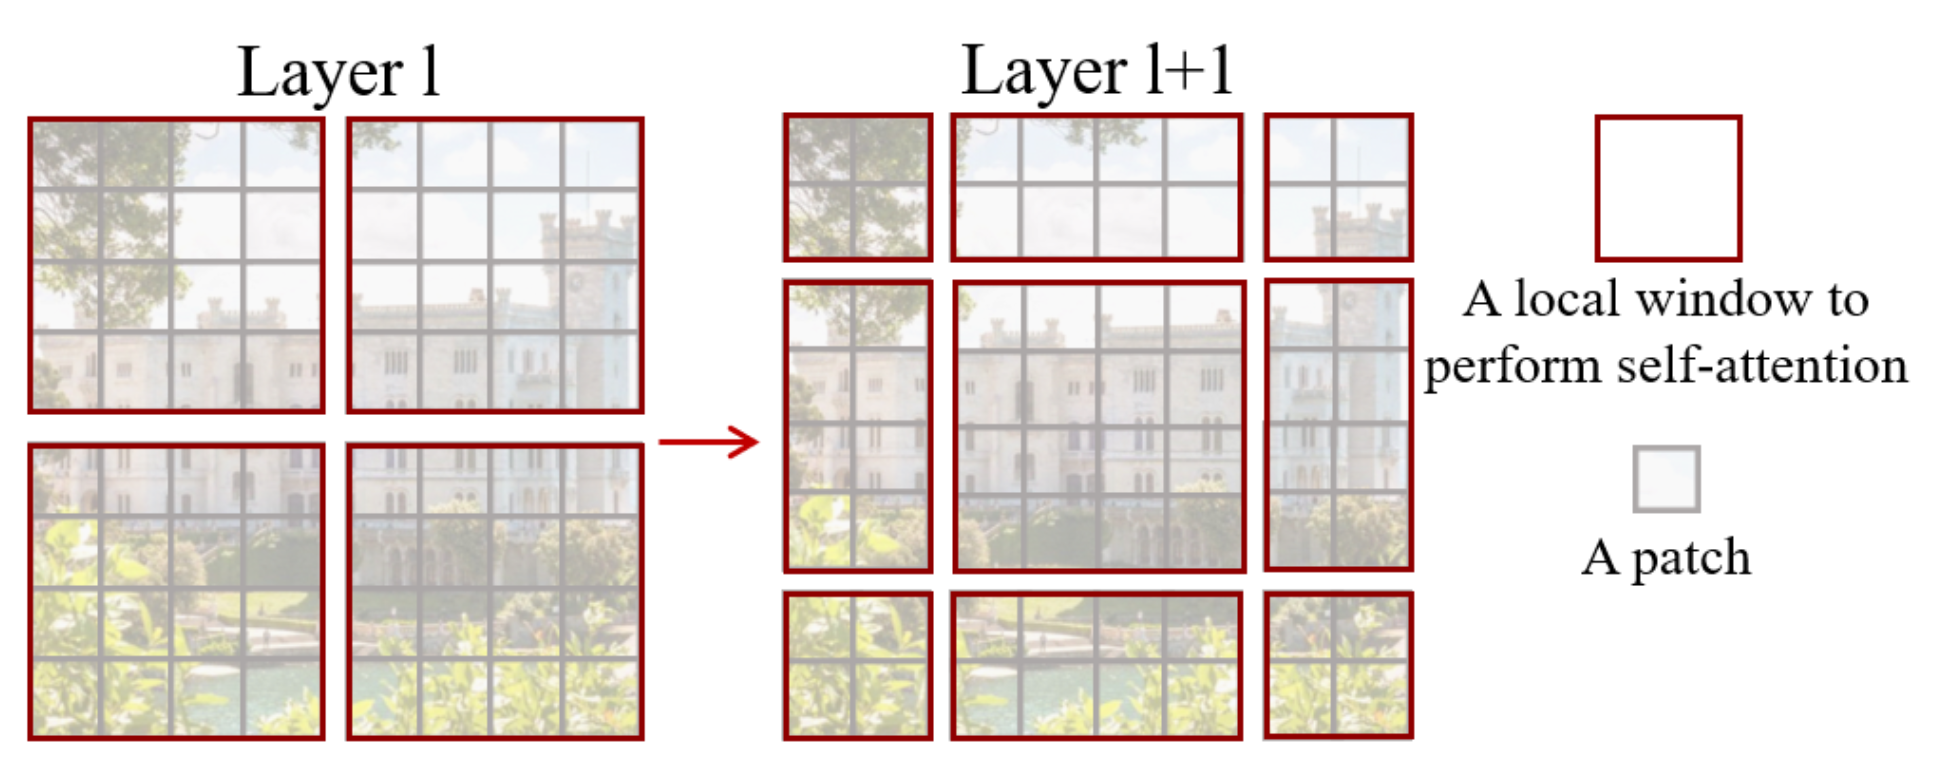 Layer l
Layer l+1
A local window to
perform self-attention
A patch